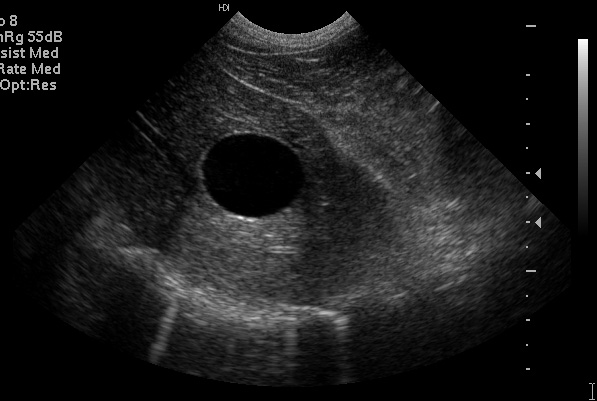 HDI
o 8
nRg 55dB
sist Med
Rate Med
Opt:Res